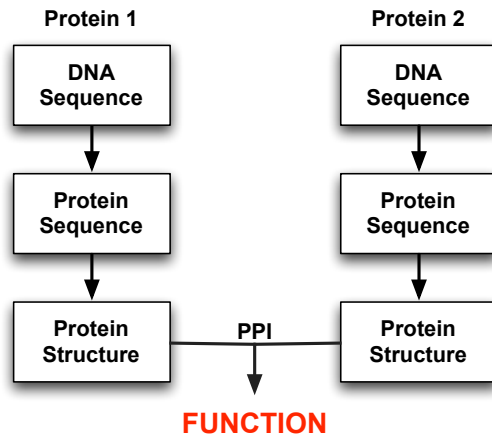 Protein 1
Protein 2
DNA
Sequence
DNA
Sequence
Protein
Sequence
Protein
Sequence
Protein
Structure
PPI
Protein
Structure
FUNCTION